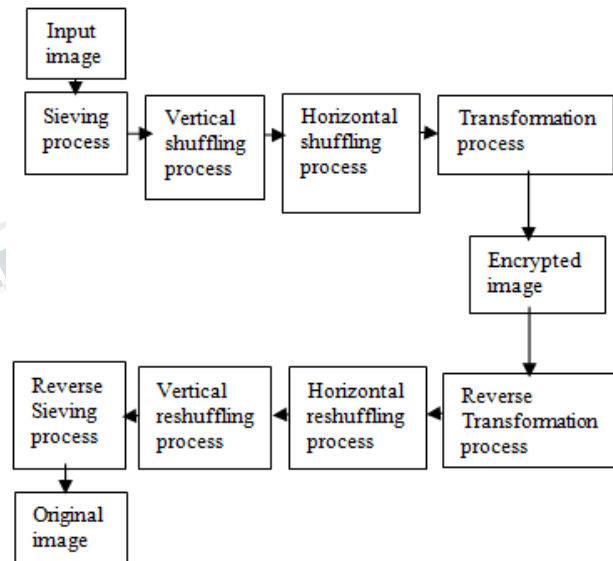 Input
image
Sieving
process
Vertical
shuffling
process
Horizontal
shuffling
process
Transformation
process
Encrypted
image
Reverse
Transformation
process
Horizontal
reshuffling
process
Vertical
reshuffling
process
Reverse
Sieving
process
Original
image